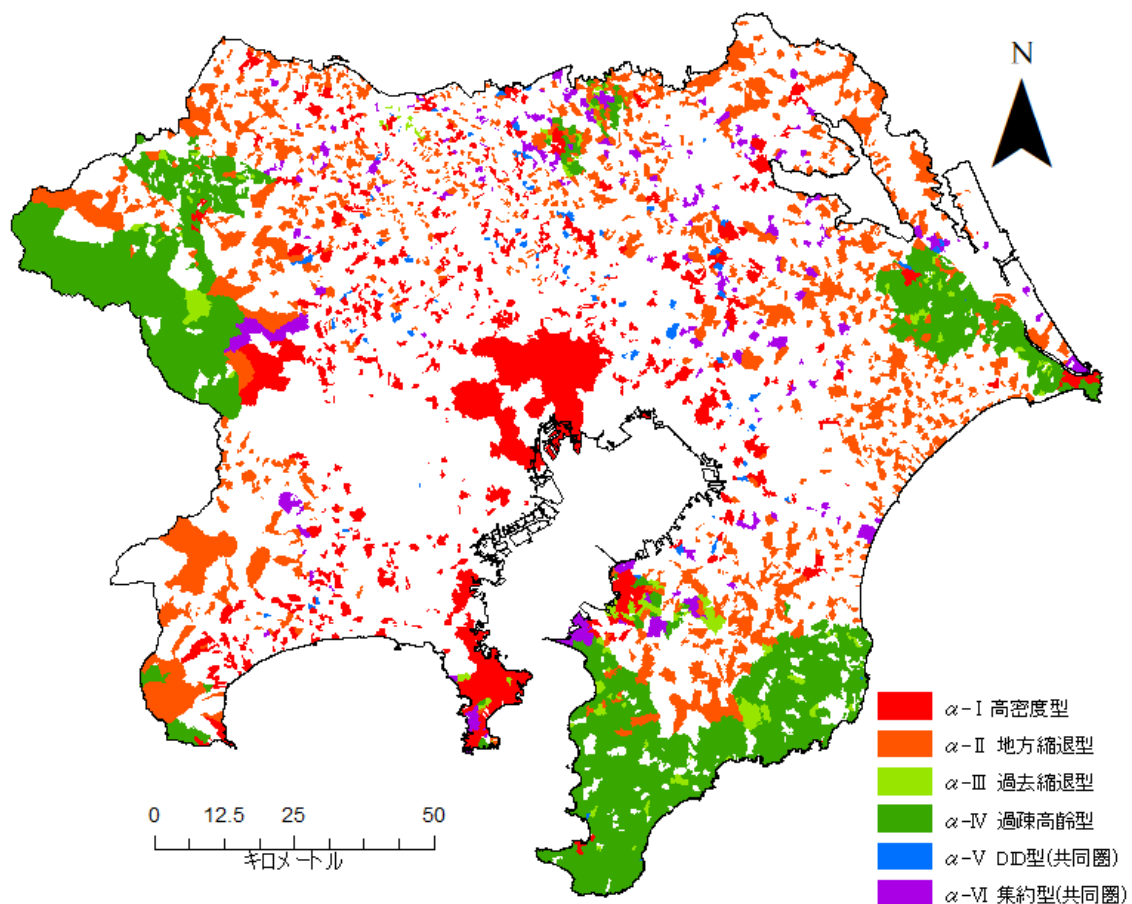 N
α-Ⅰ 高密度型
α-Ⅱ 地方縮退型
α-Ⅲ 過去縮退型
α-Ⅳ 過疎高齢型
α-Ⅴ DID型(共同圏)
α-Ⅵ 集約型(共同圏)
0 12.5 25 50
キロメートル